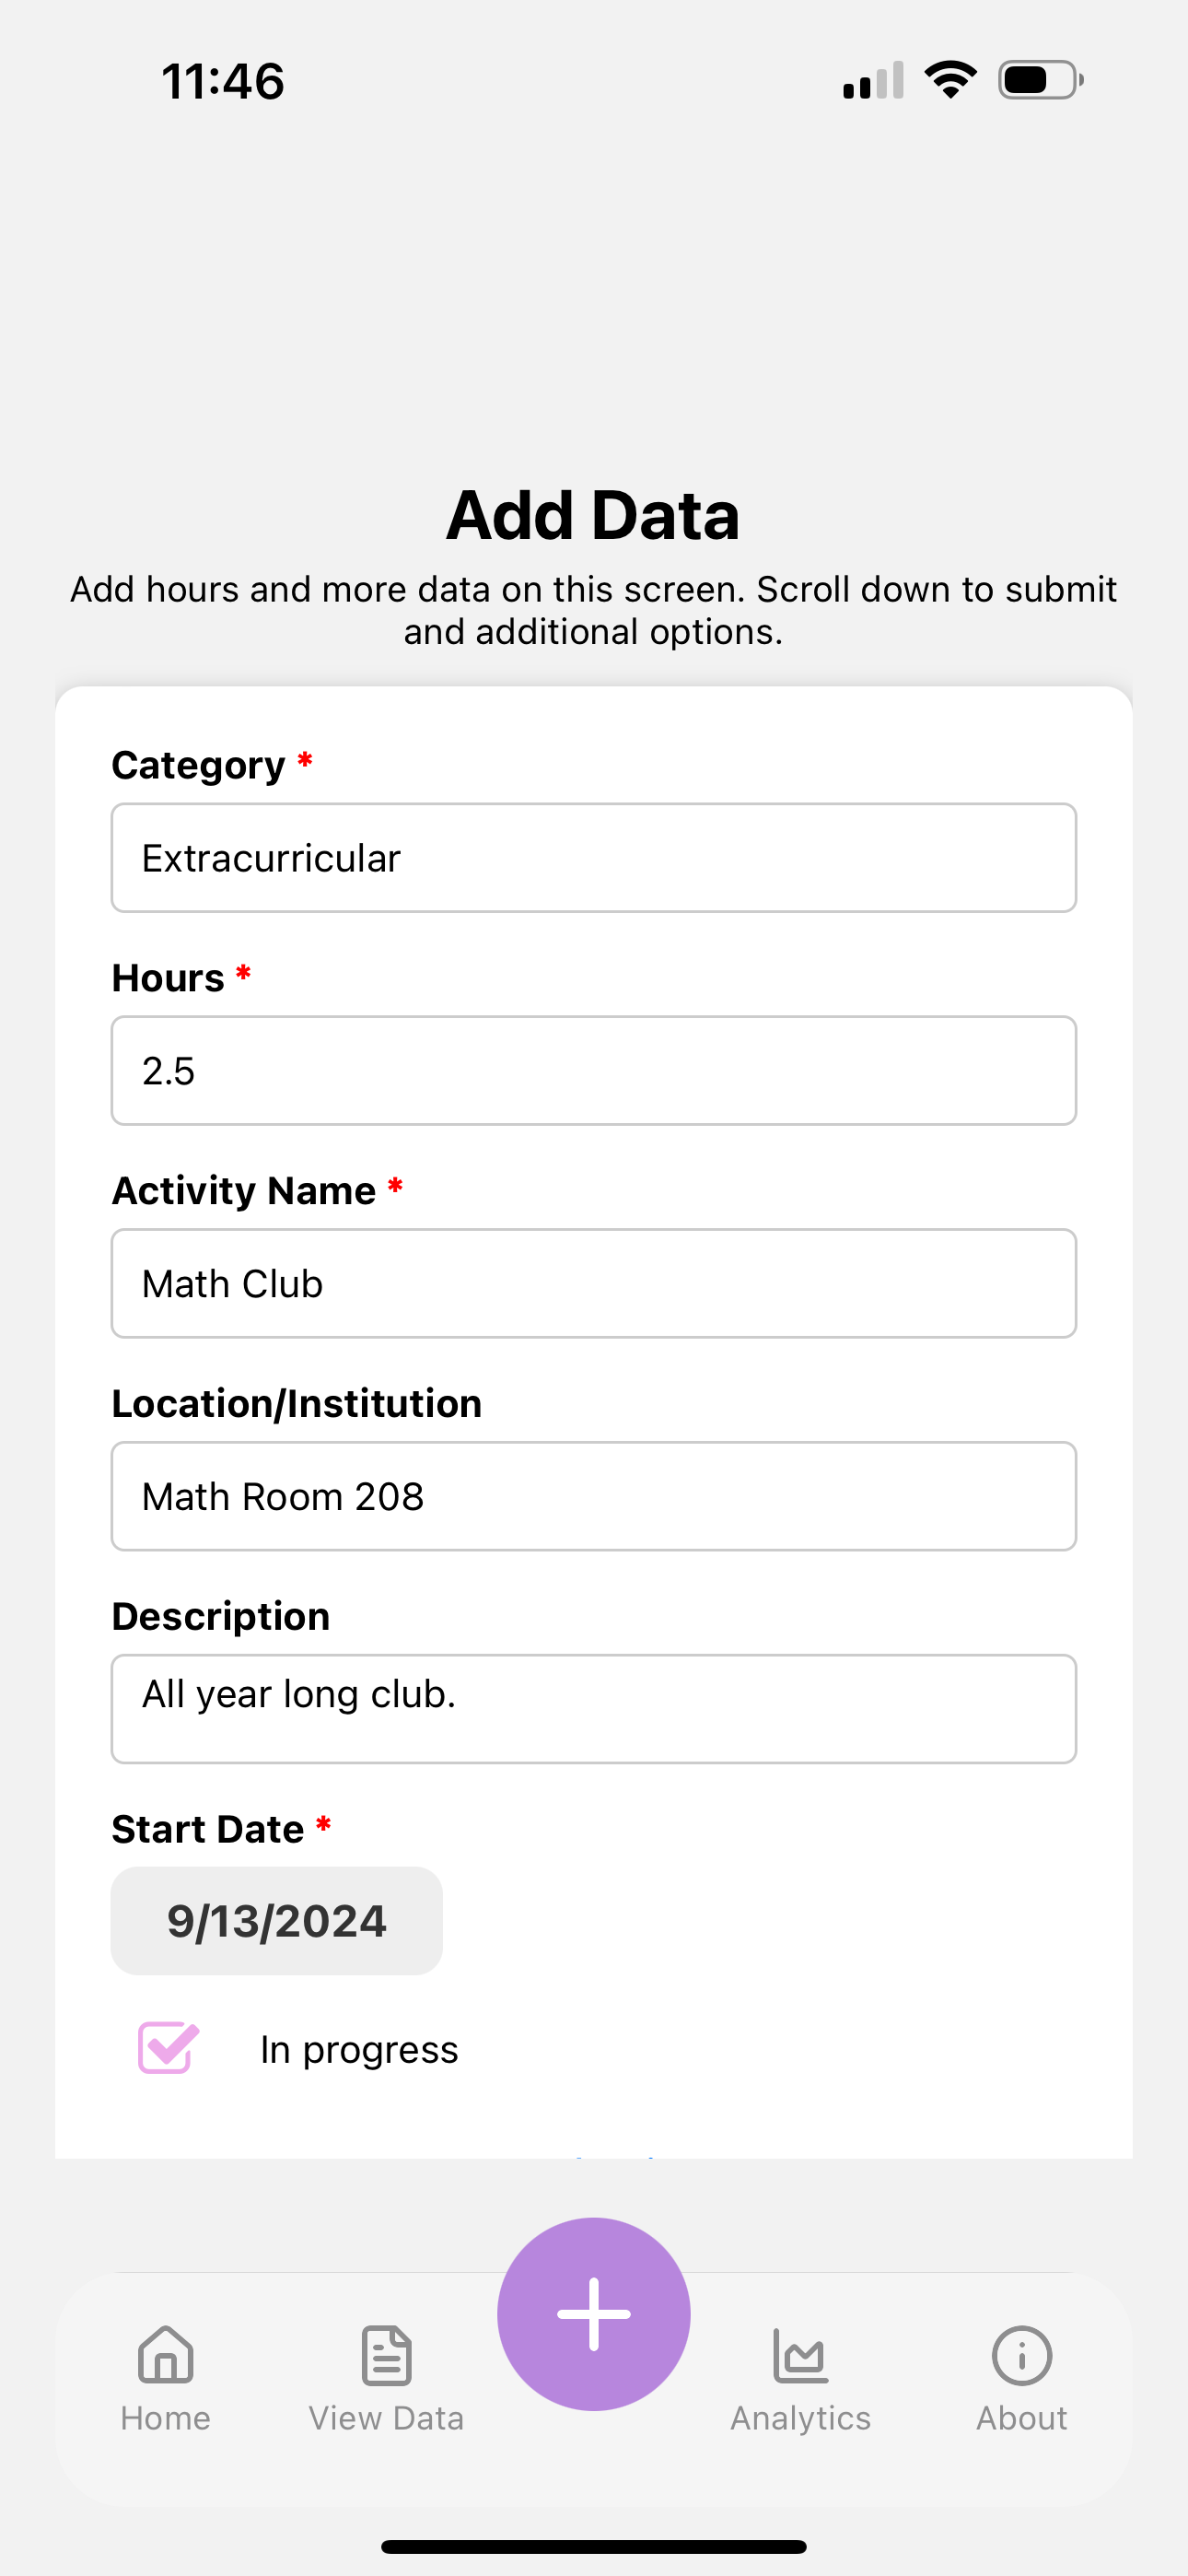 11:46
Add Data
Add hours and more data on this screen. Scroll down to submit
and additional options.
Category *
Extracurricular
Hours *
2.5
Activity Name *
Math Club
Location/Institution
Math Room 208
Description
All year long club.
Start Date *
9/13/2024
In progress
Home
View Data
Analytics
About